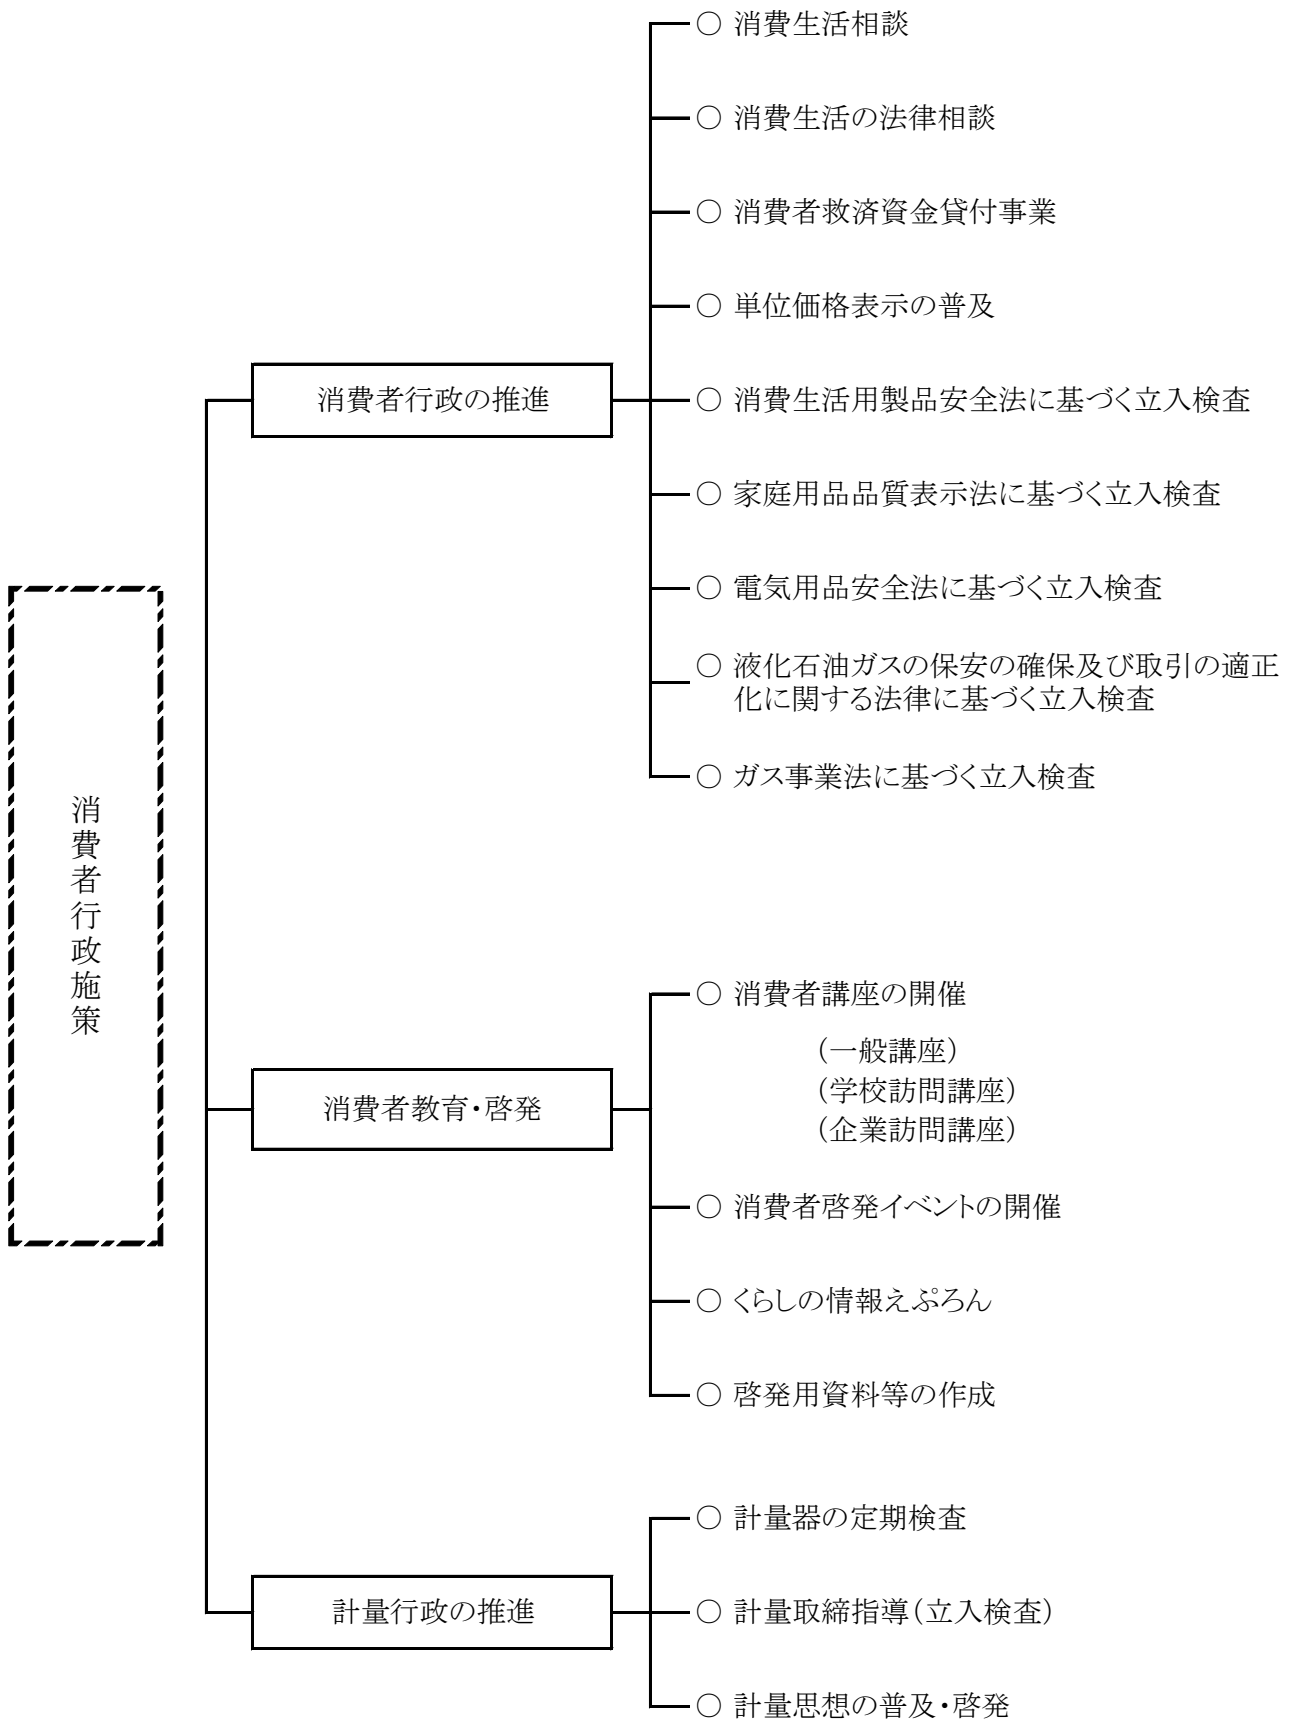 消費者行政施策
消費者行政の推進
○ 消費生活相談
○ 消費生活の法律相談
○ 消費者救済資金貸付事業
○ 単位価格表示の普及
○ 消費生活用製品安全法に基づく立入検査
○ 家庭用品品質表示法に基づく立入検査
○ 電気用品安全法に基づく立入検査
○ 液化石油ガスの保安の確保及び取引の適正
化に関する法律に基づく立入検査
○ ガス事業法に基づく立入検査
消費者教育・啓発
○ 消費者講座の開催
（一般講座）
（学校訪問講座）
（企業訪問講座）
○ 消費者啓発イベントの開催
○ くらしの情報えぷろん
○ 啓発用資料等の作成
計量行政の推進
○ 計量器の定期検査
○ 計量取締指導（立入検査）
○ 計量思想の普及・啓発